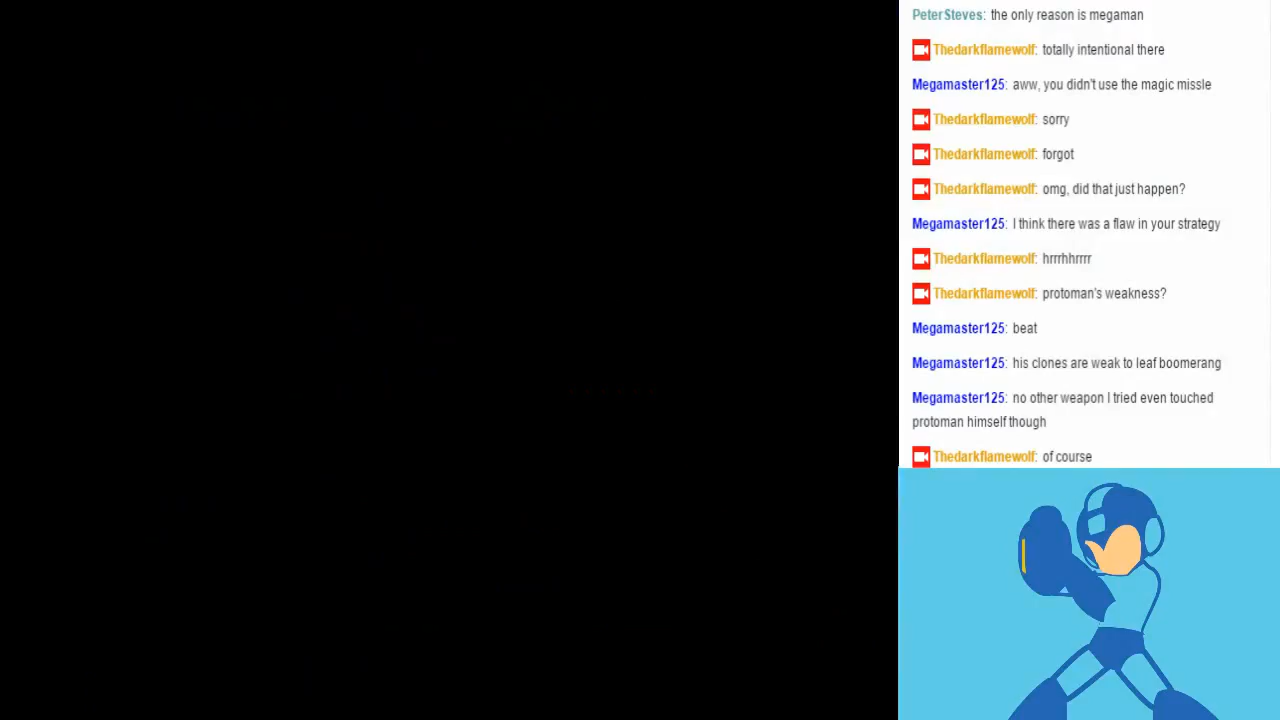 PeterSteves: the only reason is megaman
Thedarkflamewolf: totally intentional there
Megamaster125: aww, you didn't use the magic missle
Thedarkflamewolf: sorry
Thedarkflamewolf: forgot
Thedarkflamewolf: omg, did that just happen?
Megamaster125: I think there was a flaw in your strategy
Thedarkflamewolf: hrrrhhrrrr
Thedarkflamewolf: protoman's weakness?
Megamaster125: beat
Megamaster125: his clones are weak to leaf boomerang
Megamaster125: no other weapon I tried even touched
protoman himself though
Thedarkflamewolf: of course